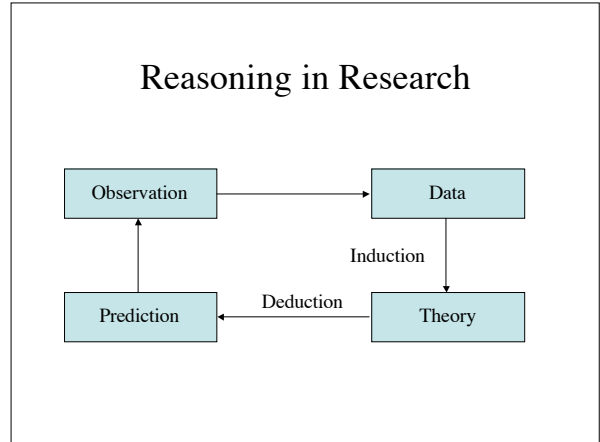 Reasoning in Research
Observation
Data
Induction
Deduction
Prediction
Theory